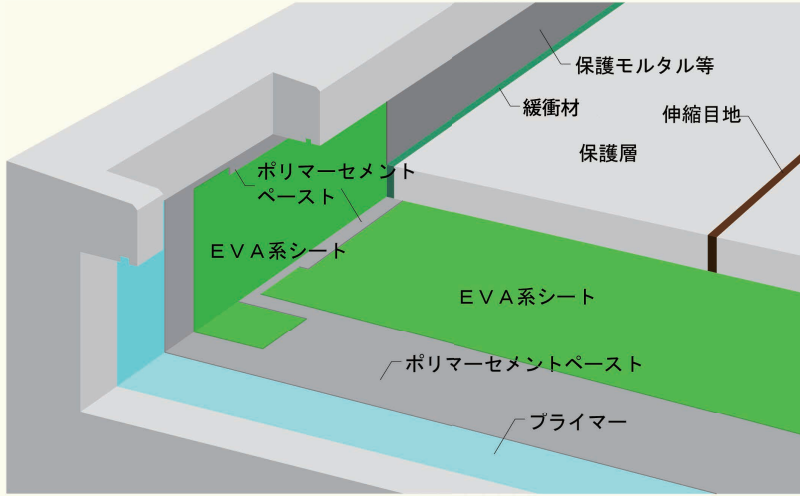 保護モルタル等
緩衝材
伸縮目地
保護層
ポリマーセメント
ペースト
ＥＶＡ系シート
ＥＶＡ系シート
ポリマーセメントペースト
プライマー